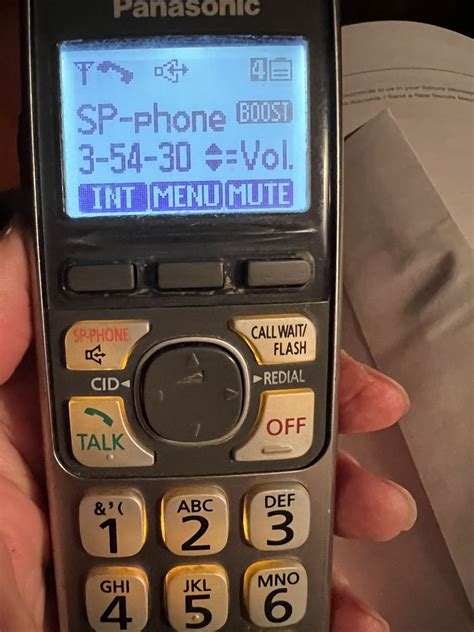 Panasonic
4
SP-phone BOOST
3-54-30 =Vol.
INT MENU MUTE
SP-PHONE
CALL WAIT/
FLASH
CID
REDIAL
TALK
OFF
&'( 1
ABC 2
DEF 3
GHI 4
JKL 5
MNO 6